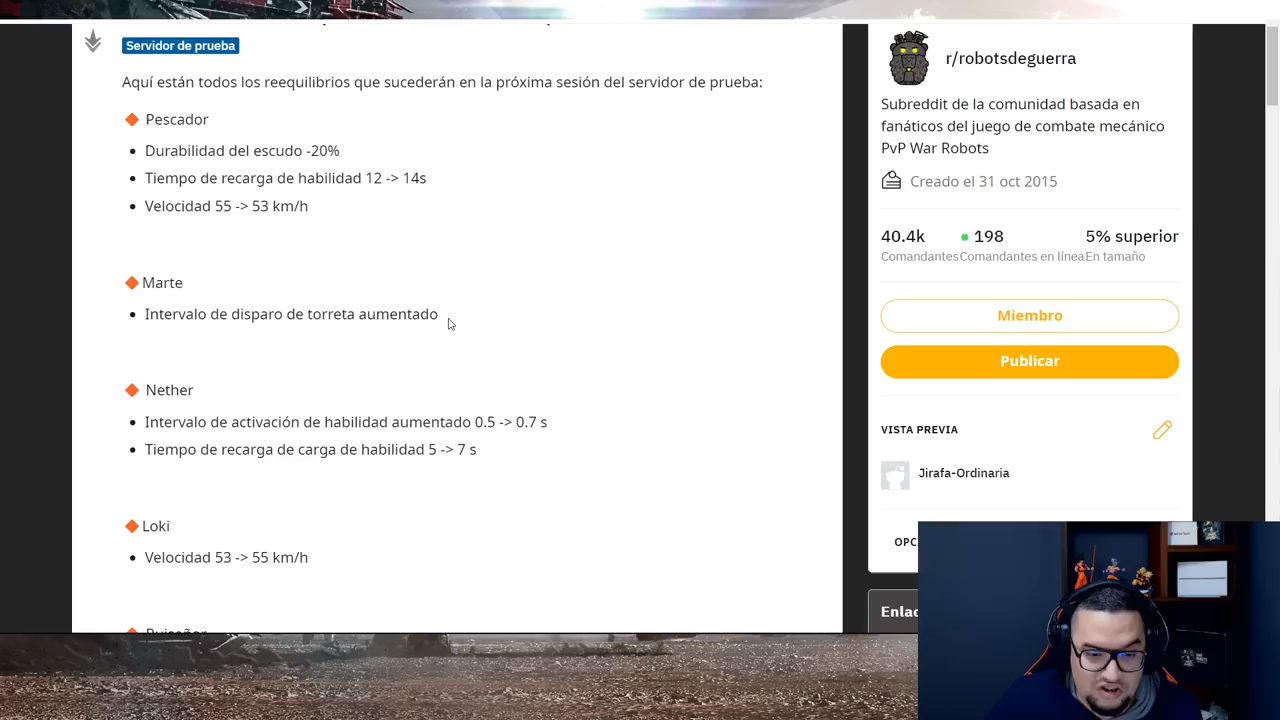 Servidor de prueba
Aquí están todos los reequilibrios que sucederán en la próxima sesión del servidor de prueba:
Pescador
Durabilidad del escudo -20%
Tiempo de recarga de habilidad 12 -> 14s
Velocidad 55 -> 53 km/h
Marte
Intervalo de disparo de torreta aumentado
Nether
Intervalo de activación de habilidad aumentado 0.5 -> 0.7 s
Tiempo de recarga de carga de habilidad 5 -> 7 s
Loki
Velocidad 53 -> 55 km/h
r/robotsdeguerra
Subreddit de la comunidad basada en
fanáticos del juego de combate mecánico
PvP War Robots
Creado el 31 oct 2015
40.4k 198 5% superior
Comandantes Comandantes en línea En tamaño
Miembro
Publicar
VISTA PREVIA
Jirafa-Ordinaria
OPC
Enlac